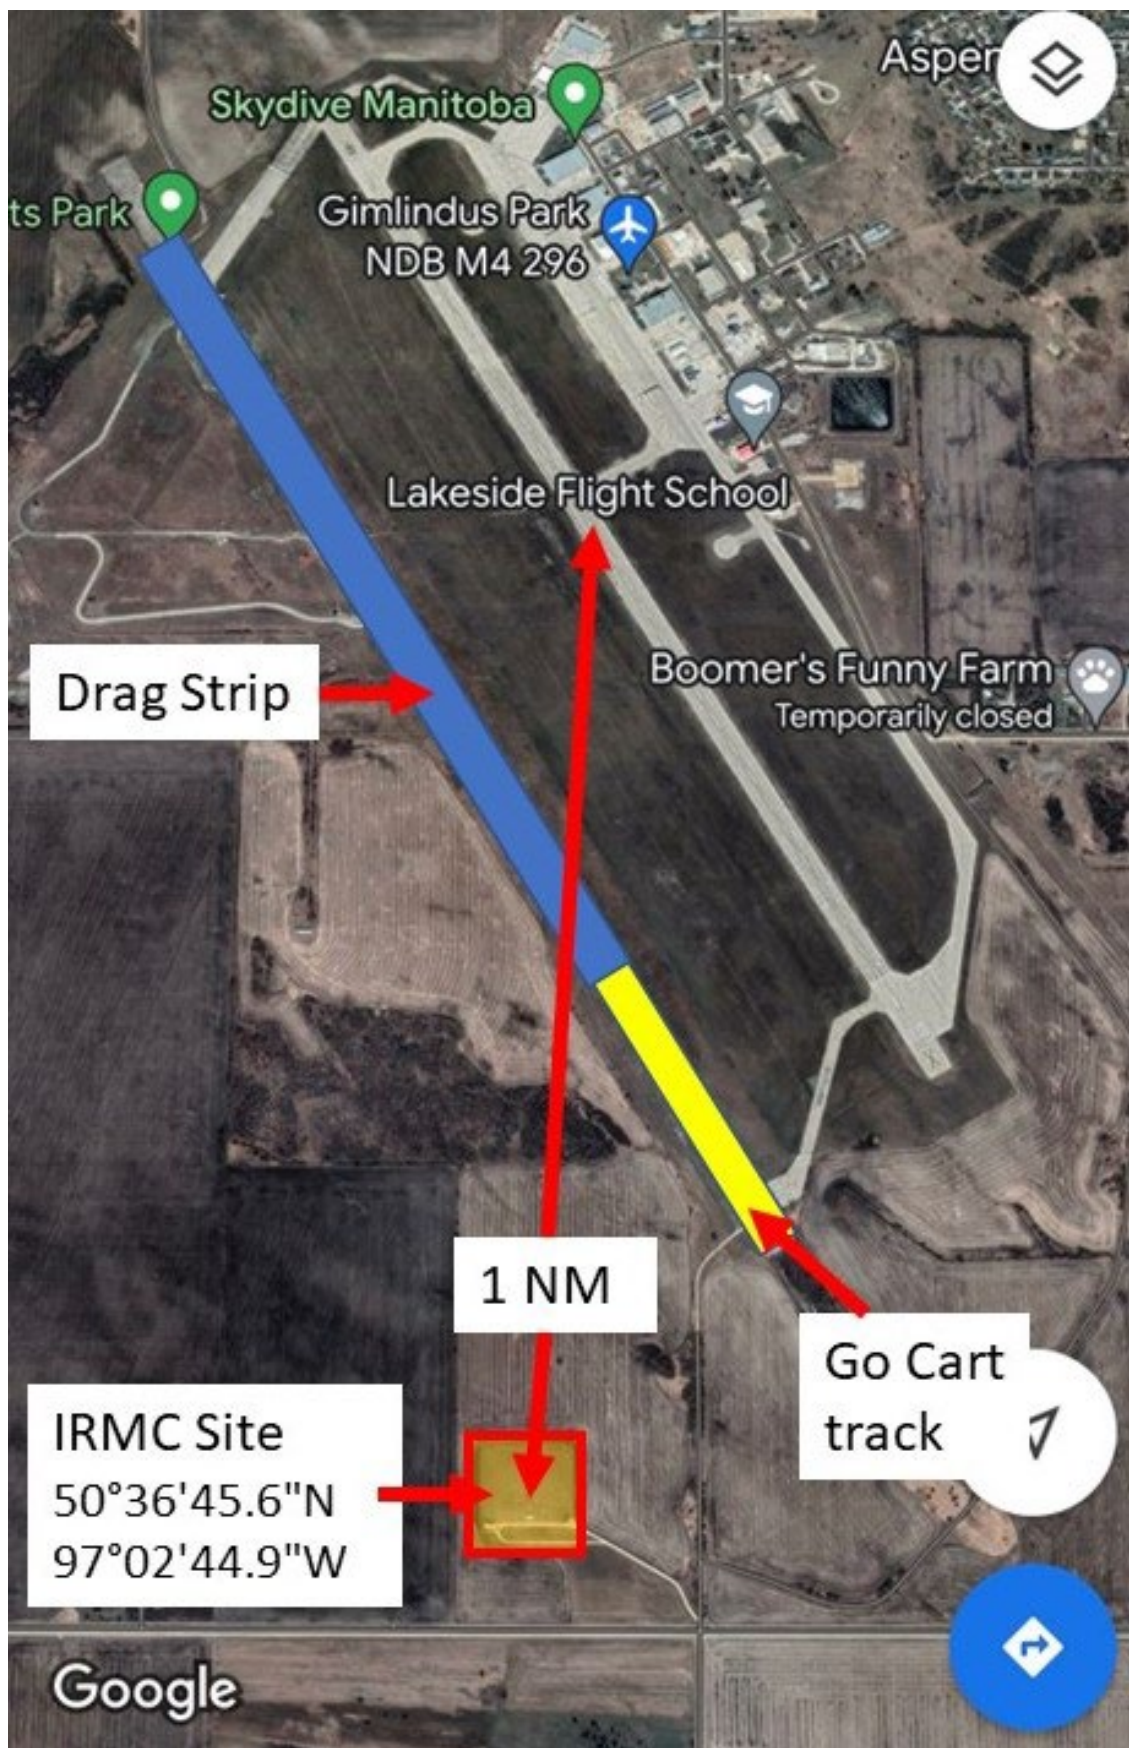 Aspen
Skydive Manitoba
ts Park
Gimlindus Park
NDB M4 296
Lakeside Flight School
Drag Strip
Boomer's Funny Farm
Temporarily closed
1 NM
Go Cart
track
IRMC Site
50°36'45.6"N
97°02'44.9"W
Google